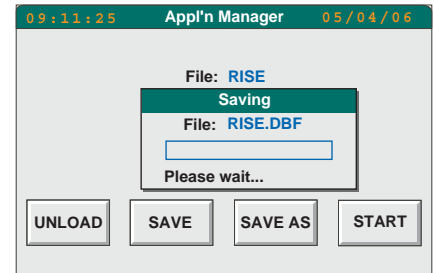 09:11:25 Appl'n Manager 05/04/06
File: RISE
Saving
File: RISE.DBF
Please wait...
UNLOAD SAVE SAVE AS START